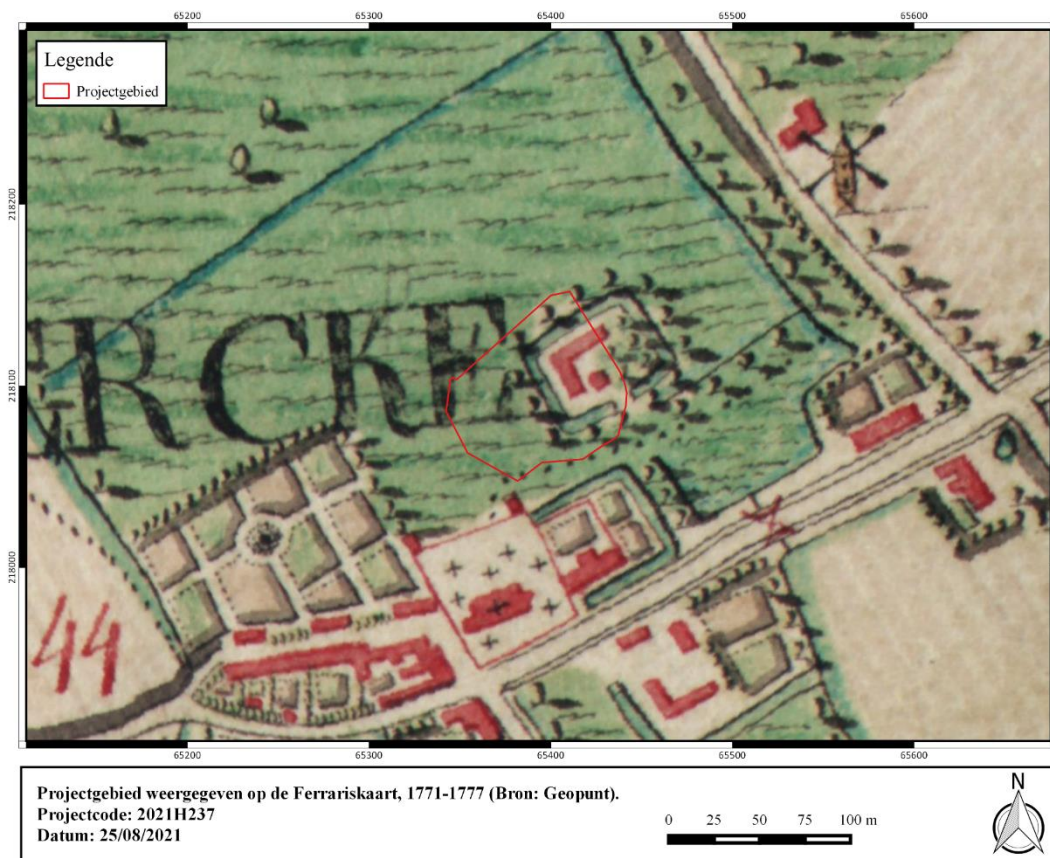 65200 65300 65400 65500 65600
Legende
Projectgebied
218200
218100
218000
ERCKE
44
65200 65300 65400 65500 65600
Projectgebied weergegeven op de Ferrariskaart, 1771-1777 (Bron: Geopunt).
Projectcode: 2021H237
Datum: 25/08/2021
0 25 50 75 100 m
N